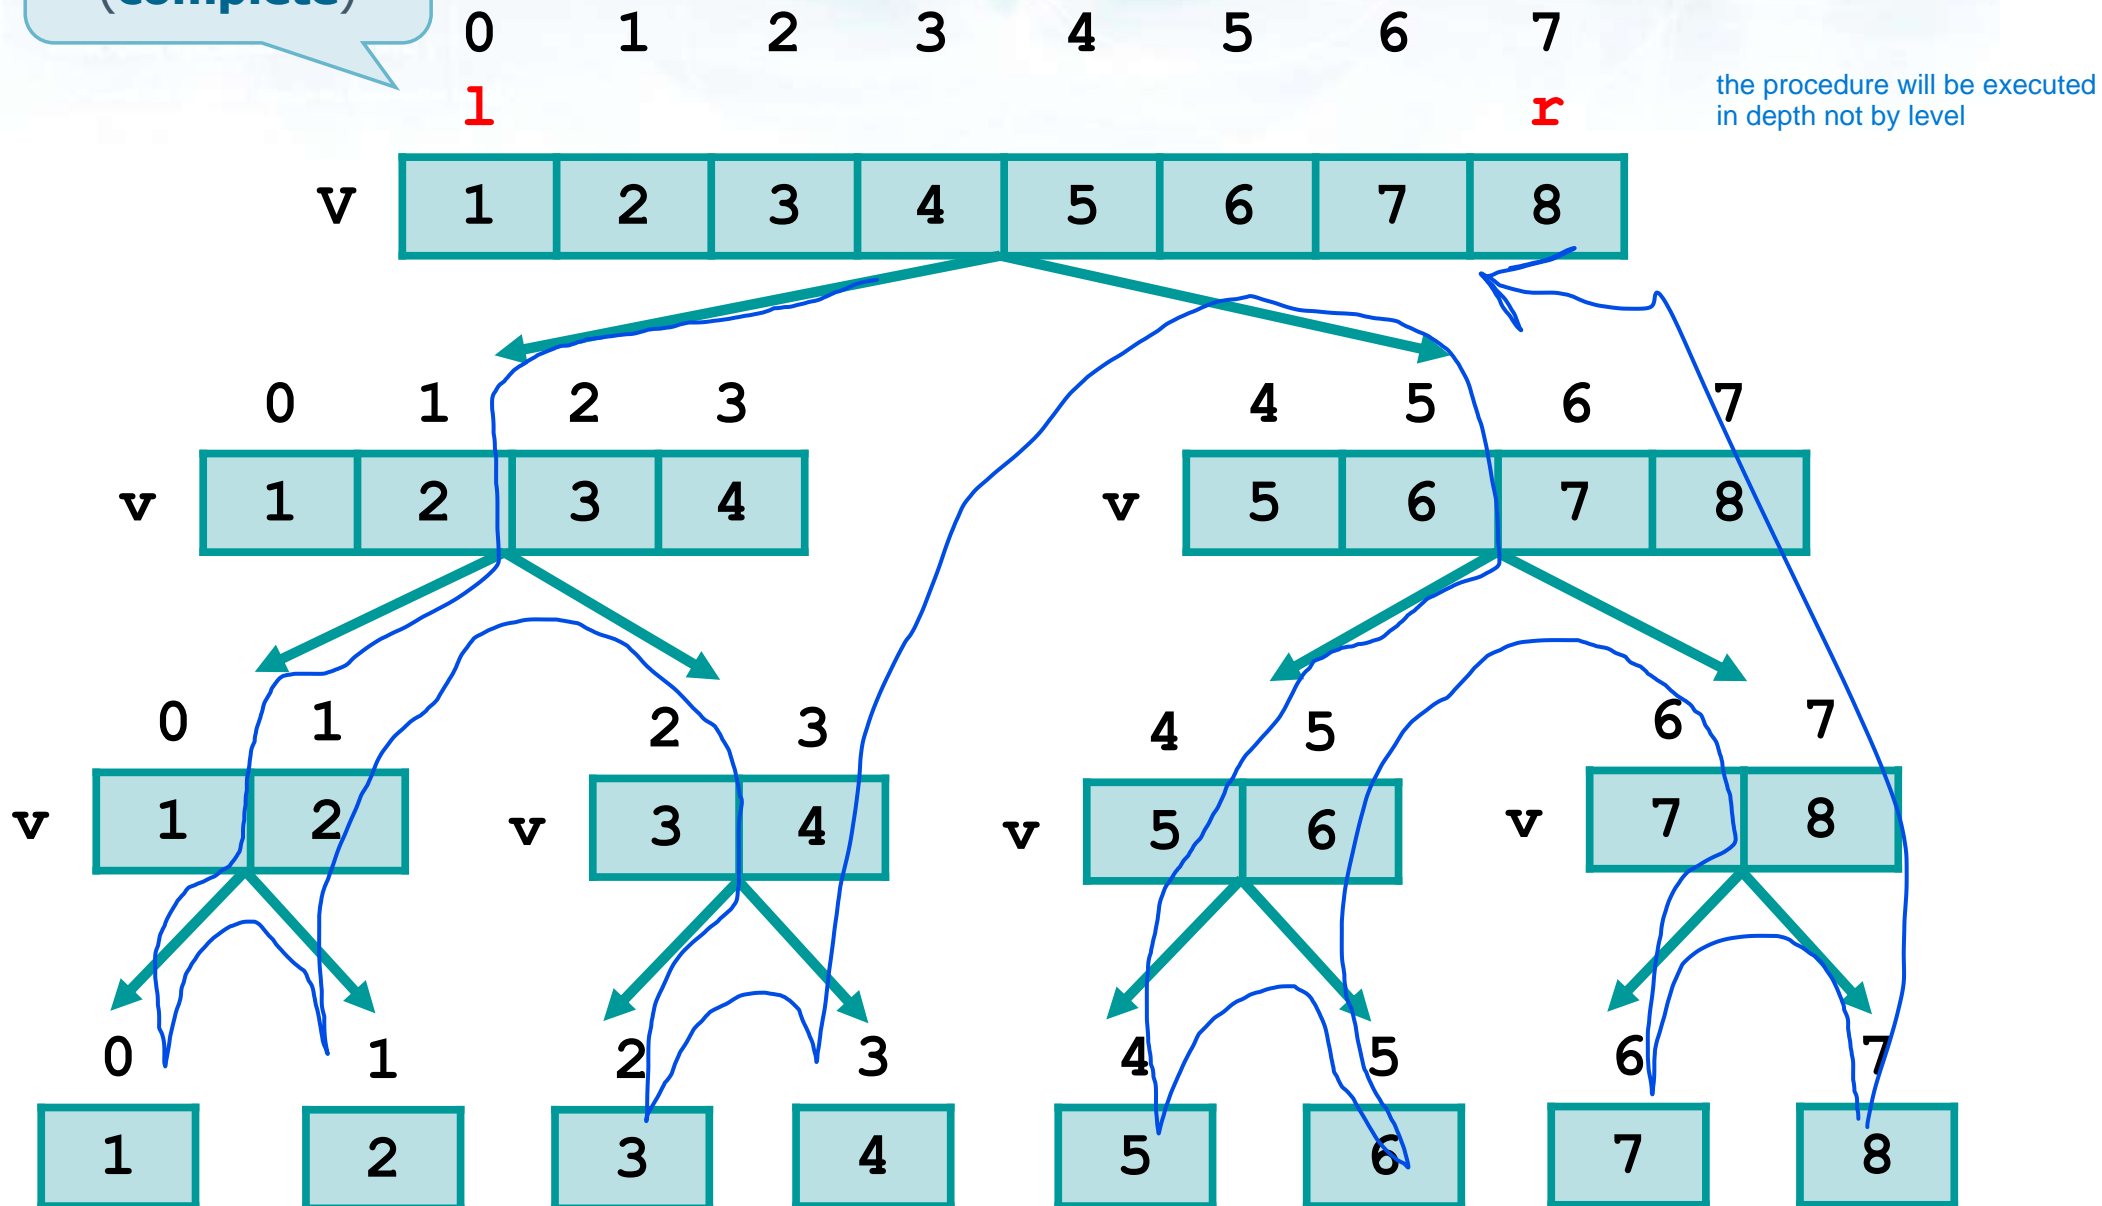 (complete)
0 1 2 3 4 5 6 7
l r
the procedure will be executed
in depth not by level
v 1 2 3 4 5 6 7 8
0 1 2 3 4 5 6 7
v 1 2 3 4 v 5 6 7 8
0 1 2 3 4 5 6 7
v 1 2 v 3 4 v 5 6 v 7 8
0 1 2 3 4 5 6 7
1 2 3 4 5 6 7 8